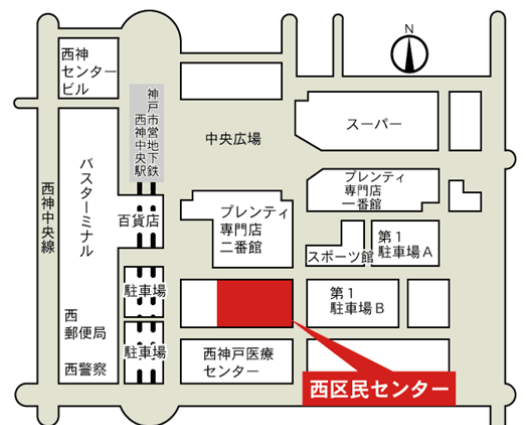 N
西神
センター
ビル
神戸市営地下鉄
西神中央駅
中央広場
スーパー
バスターミナル
西神中央線
百貨店
プレンティ
専門店
一番館
プレンティ
専門店
二番館
スポーツ館
第1
駐車場A
駐車場
第1
駐車場B
西
郵便局
駐車場
西警察
西神戸医療
センター
西区民センター